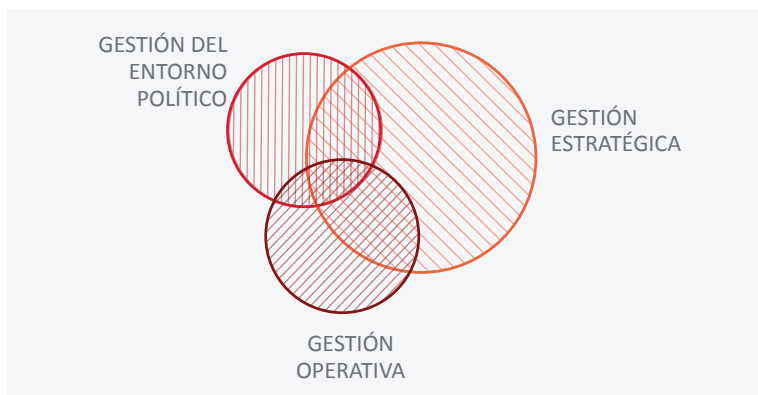 GESTIÓN DEL
ENTORNO
POLÍTICO
GESTIÓN
ESTRATÉGICA
GESTIÓN
OPERATIVA